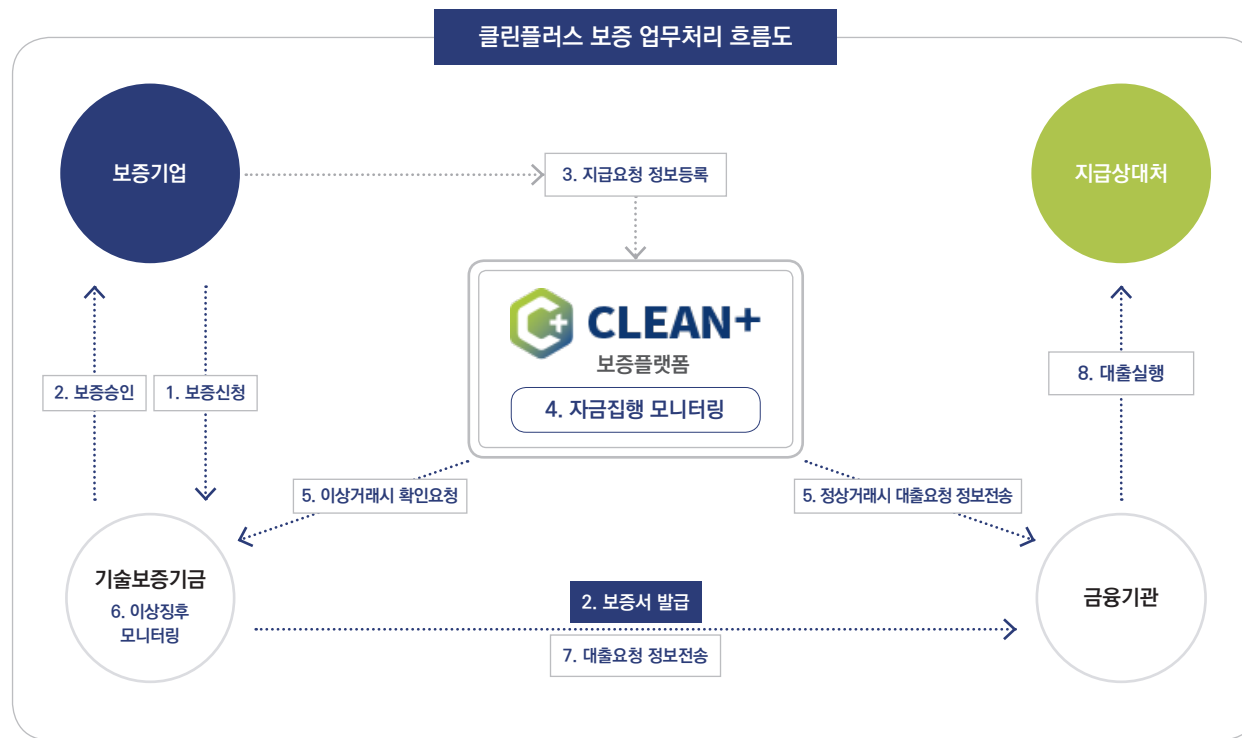 클린플러스 보증 업무처리 흐름도
보증기업
3. 지급요청 정보등록
지급상대처
CLEAN+
보증플랫폼
4. 자금집행 모니터링
2. 보증승인
1. 보증신청
8. 대출실행
5. 이상거래시 확인요청
5. 정상거래시 대출요청 정보전송
기술보증기금
6. 이상징후
모니터링
2. 보증서 발급
7. 대출요청 정보전송
금융기관